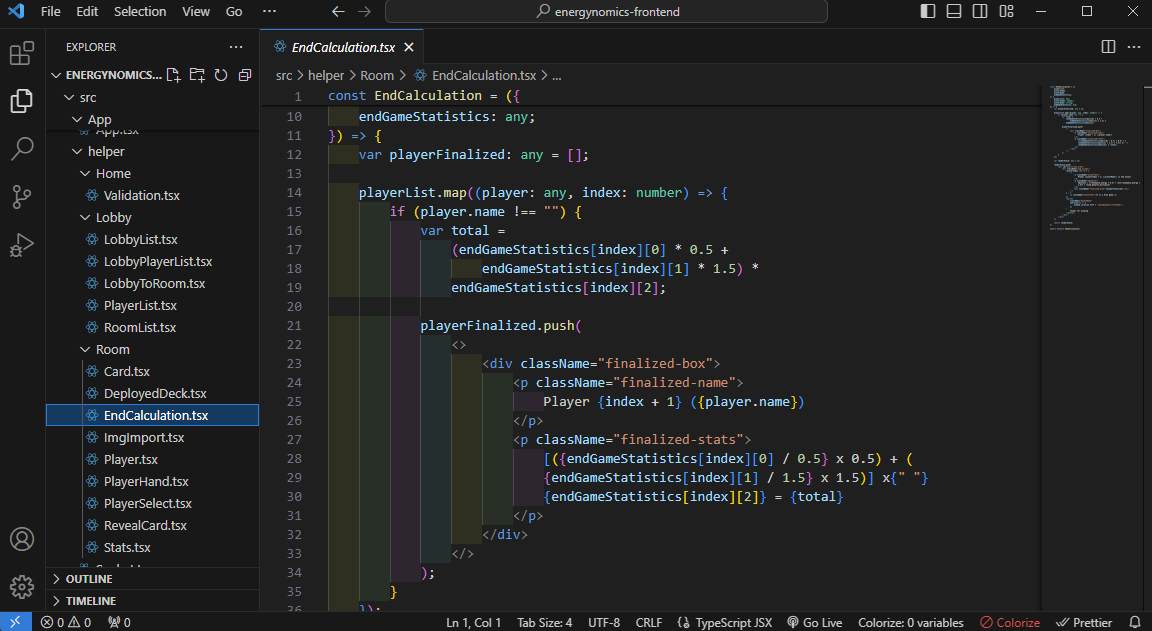 File Edit Selection View Go ··· energynomics-frontend
EXPLORER ···
ENERGYNOMICS...
src
App
App.tsx
helper
Home
Validation.tsx
Lobby
LobbyList.tsx
LobbyPlayerList.tsx
LobbyToRoom.tsx
PlayerList.tsx
RoomList.tsx
Room
Card.tsx
DeployedDeck.tsx
EndCalculation.tsx
ImgImport.tsx
Player.tsx
PlayerHand.tsx
PlayerSelect.tsx
RevealCard.tsx
Stats.tsx
OUTLINE
TIMELINE
EndCalculation.tsx
src > helper > Room > EndCalculation.tsx > ...
1 const EndCalculation = ({
10 endGameStatistics: any;
11 }) => {
12 var playerFinalized: any = [];
13
14 playerList.map((player: any, index: number) => {
15 if (player.name !== "") {
16 var total =
17 (endGameStatistics[index][0] * 0.5 +
18 endGameStatistics[index][1] * 1.5) *
19 endGameStatistics[index][2];
20
21 playerFinalized.push(
22 <>
23 <div className="finalized-box">
24 <p className="finalized-name">
25 Player {index + 1} ({player.name})
26 </p>
27 <p className="finalized-stats">
28 [({endGameStatistics[index][0] / 0.5} x 0.5) + (
29 {endGameStatistics[index][1] / 1.5} x 1.5)] x{" "}
30 {endGameStatistics[index][2]} = {total}
31 </p>
32 </div>
33 </>
34 );
35 }
36 });
0 0 0 Ln 1, Col 1 Tab Size: 4 UTF-8 CRLF {} TypeScript JSX Go Live Colorize: 0 variables Colorize Prettier